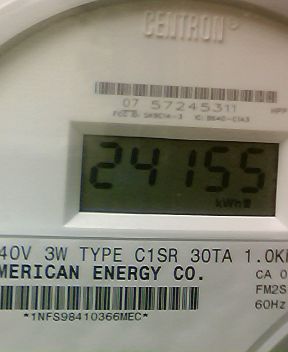 CENTRON®
07 57245311
24155
kWh
40V 3W TYPE C1SR 30TA 1.0K
MERICAN ENERGY CO.
CA 0
FM2S
60Hz
*1NFS98410366MEC*